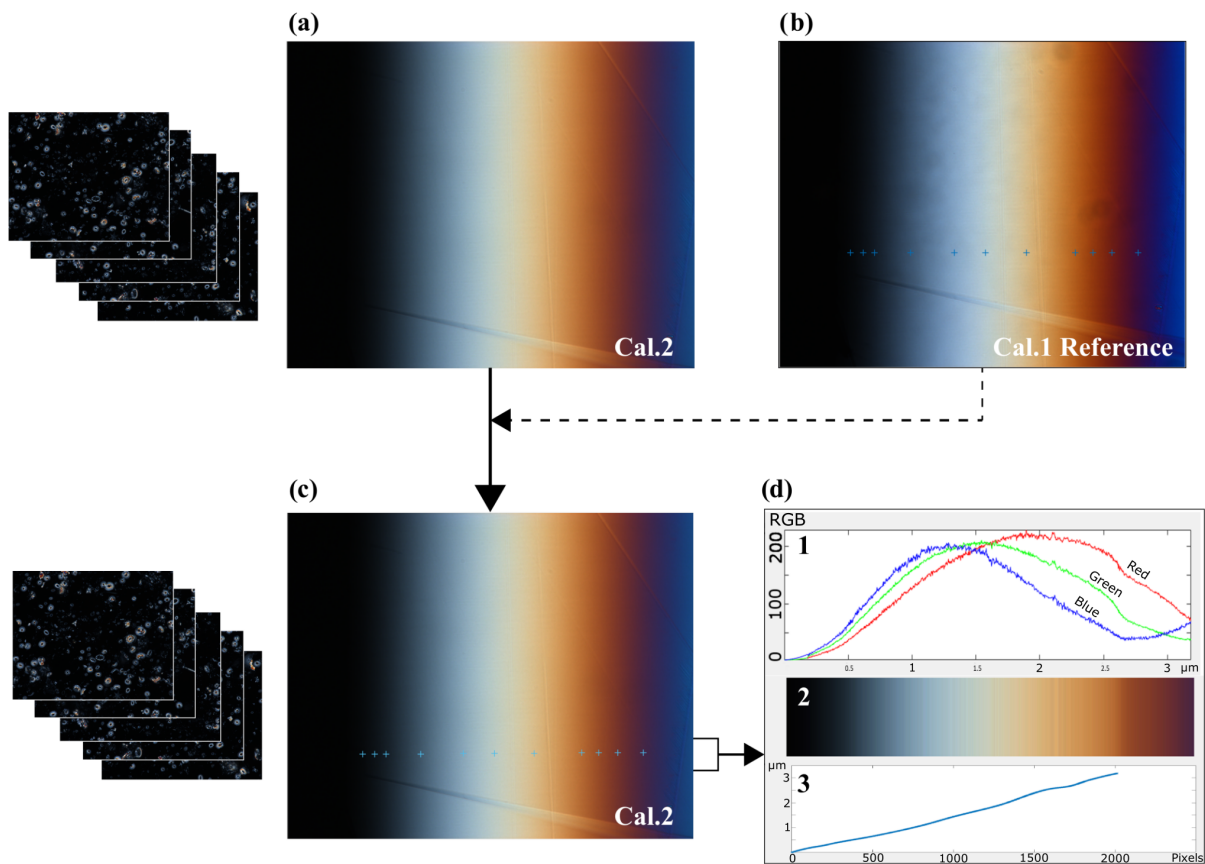 (a)
(b)
Cal.2
Cal.1 Reference
(c)
(d)
Cal.2
RGB
1
200
100
0
Red
Green
Blue
0.5
1
1.5
2
2.5
3
µm
2
µm
3
3
2
1
0
500
1000
1500
2000
Pixels